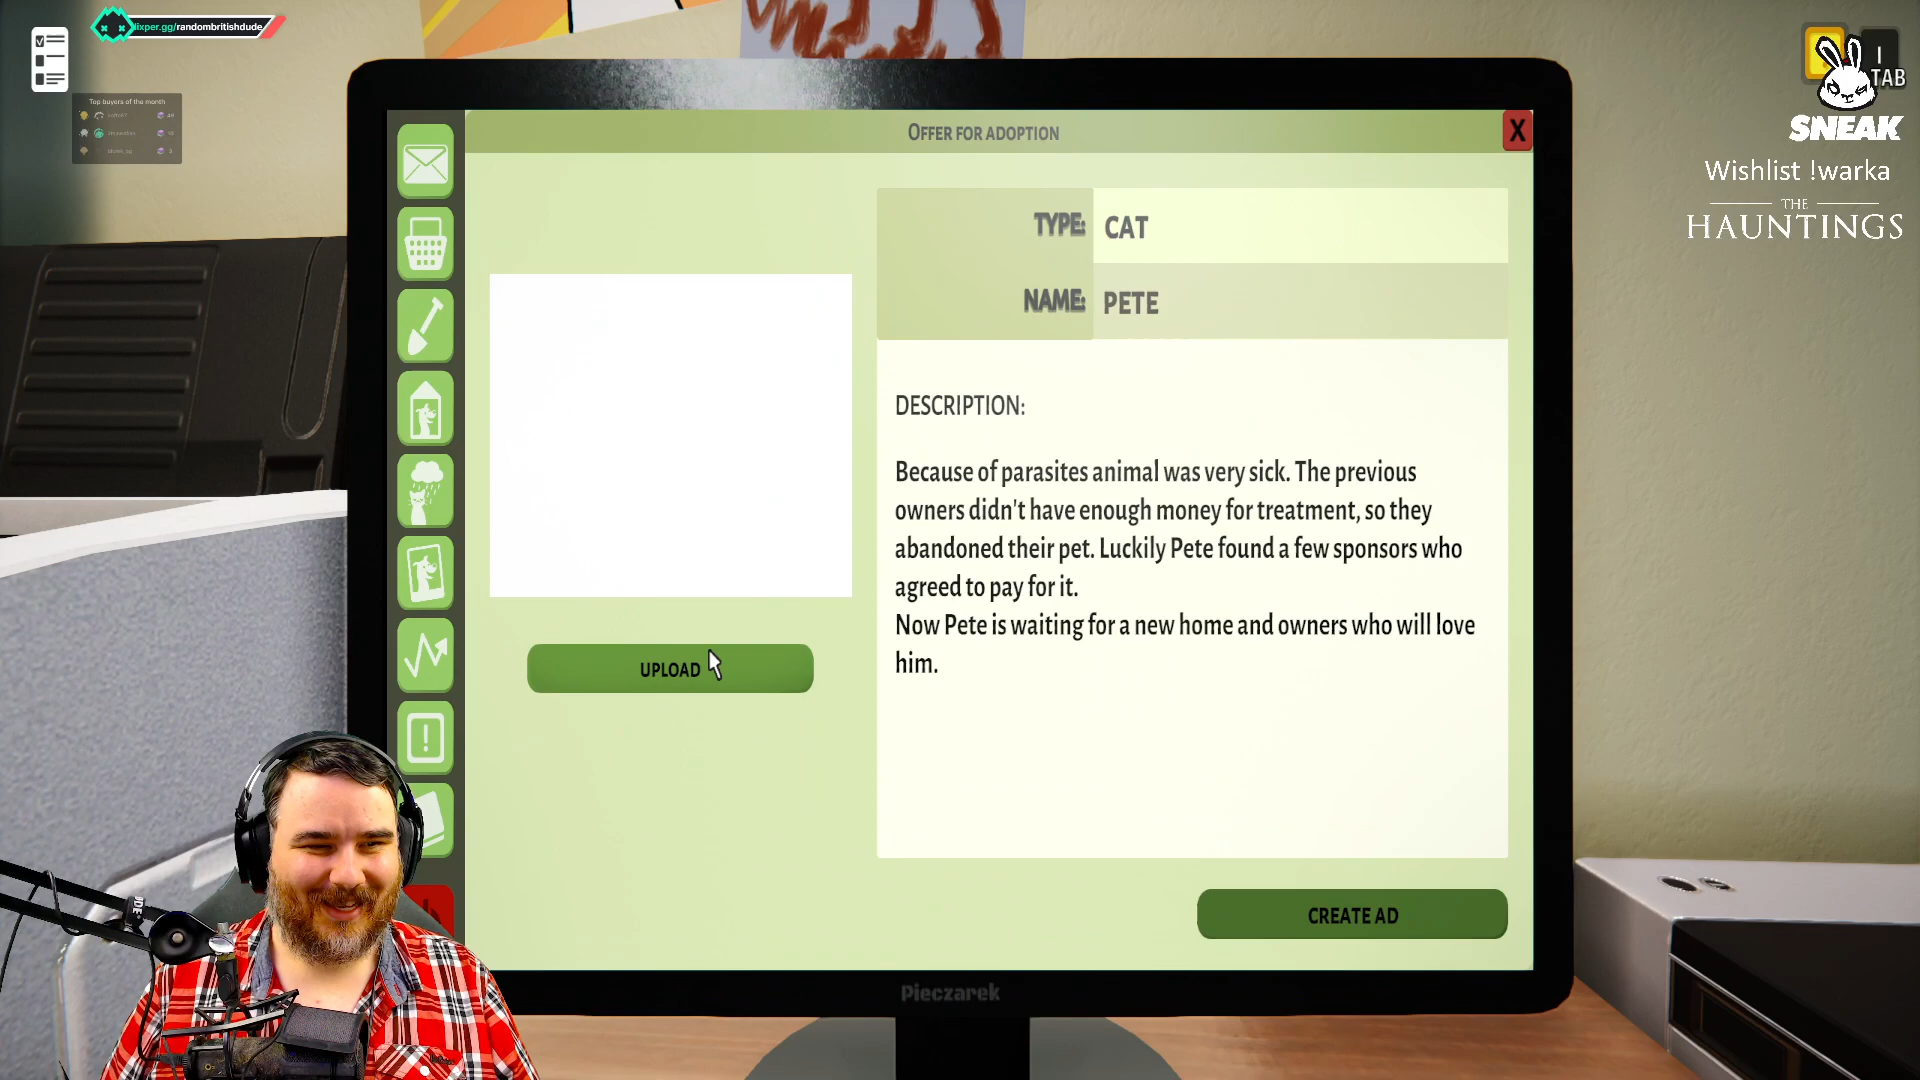 lixper.gg/randombritishdude
Top buyers of the month
I
TAB
SNEAK
Wishlist !warka
THE
HAUNTINGS
OFFER FOR ADOPTION
X
TYPE: CAT
NAME: PETE
DESCRIPTION:
Because of parasites animal was very sick. The previous
owners didn't have enough money for treatment, so they
abandoned their pet. Luckily Pete found a few sponsors who
agreed to pay for it.
Now Pete is waiting for a new home and owners who will love
him.
UPLOAD
CREATE AD
Pieczarek